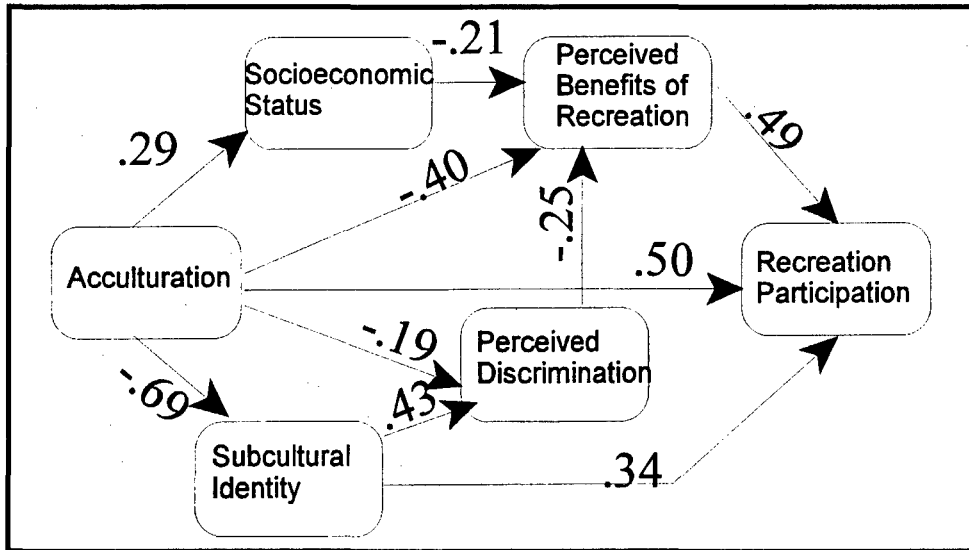 -.21
Socioeconomic
Status
Perceived
Benefits of
Recreation
.49
.29
-.40
-.25
Acculturation
.50
Recreation
Participation
-.19
Perceived
Discrimination
-.69
.43
Subcultural
Identity
.34